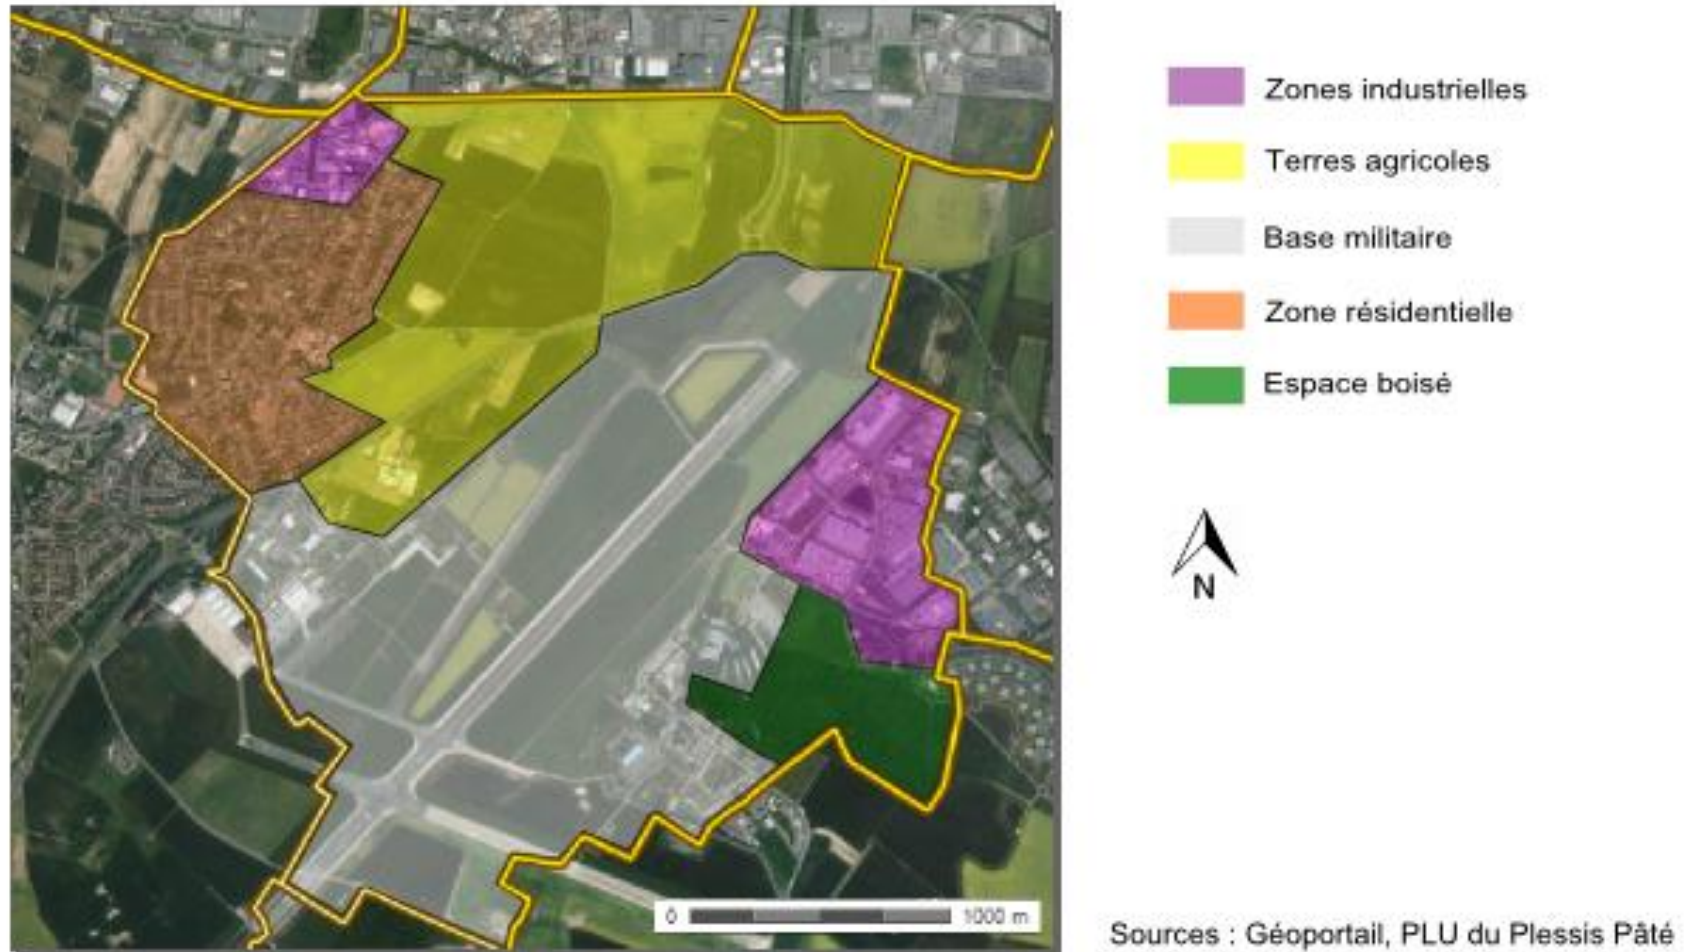 Zones industrielles
Terres agricoles
Base militaire
Zone résidentielle
Espace boisé
N
0 1000 m
Sources : Géoportail, PLU du Plessis Pâté